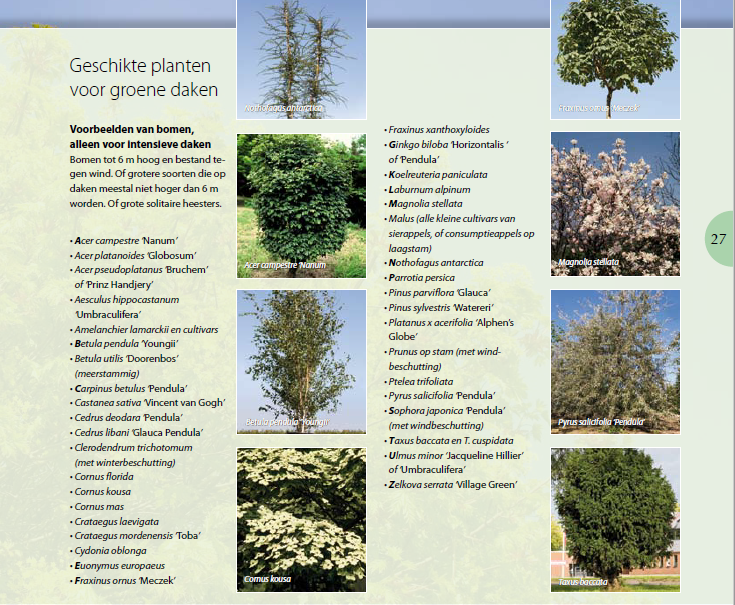 Geschikte planten
voor groene daken
Voorbeelden van bomen,
alleen voor intensieve daken
Bomen tot 6 m hoog en bestand te-
gen wind. Of grotere soorten die op
daken meestal niet hoger dan 6 m
worden. Of grote solitaire heesters.
• Acer campestre ‘Nanum’
• Acer platanoides ‘Globosum’
• Acer pseudoplatanus ‘Bruchem’
of ‘Prinz Handjery’
• Aesculus hippocastanum
‘Umbraculifera’
• Amelanchier lamarckii en cultivars
• Betula pendula ‘Youngii’
• Betula utilis ‘Doorenbos’
(meerstammig)
• Carpinus betulus ‘Pendula’
• Castanea sativa ‘Vincent van Gogh’
• Cedrus deodara ‘Pendula’
• Cedrus libani ‘Glauca Pendula’
• Clerodendrum trichotomum
(met winterbeschutting)
• Cornus florida
• Cornus kousa
• Cornus mas
• Crataegus laevigata
• Crataegus mordenensis ‘Toba’
• Cydonia oblonga
• Euonymus europaeus
• Fraxinus ornus ‘Meczek’
Nothofagus antarctica
Acer campestre ‘Nanum
Betula pendula ‘Youngii
Cornus kousa
• Fraxinus xanthoxyloides
• Ginkgo biloba ‘Horizontalis ’
of ‘Pendula’
• Koelreuteria paniculata
• Laburnum alpinum
• Magnolia stellata
• Malus (alle kleine cultivars van
sierappels, of consumptieappels op
laagstam)
• Nothofagus antarctica
• Parrotia persica
• Pinus parviflora ‘Glauca’
• Pinus sylvestris ‘Watereri’
• Platanus x acerifolia ‘Alphen’s
Globe’
• Prunus op stam (met wind-
beschutting)
• Ptelea trifoliata
• Pyrus salicifolia ‘Pendula’
• Sophora japonica ‘Pendula’
(met windbeschutting)
• Taxus baccata en T. cuspidata
• Ulmus minor ‘Jacqueline Hillier’
of ‘Umbraculifera’
• Zelkova serrata ‘Village Green’
Fraxinus ornus ‘Meczek’
Magnolia stellata
Pyrus salicifolia ‘Pendula’
Taxus baccata
27